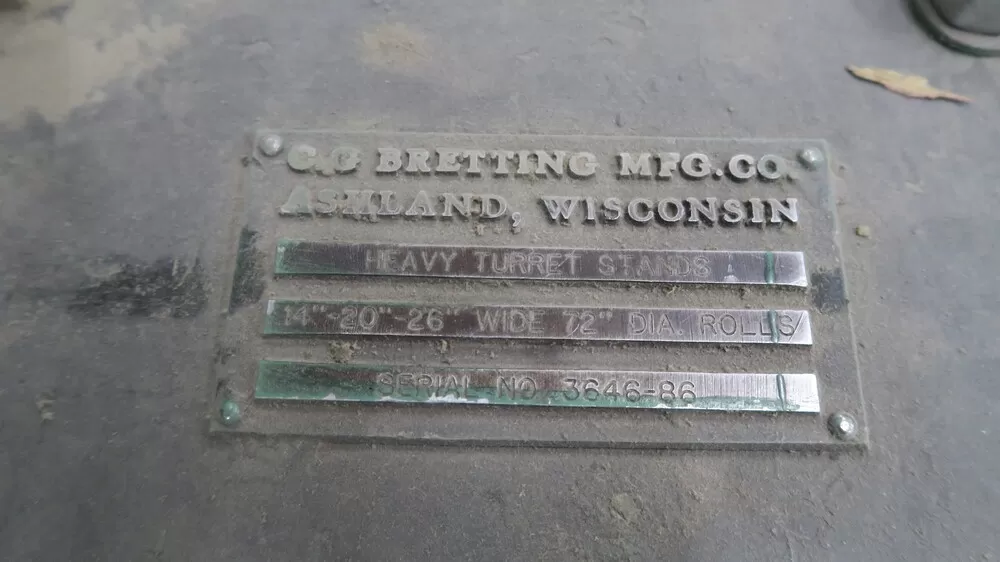 C.G BRETTING MFG.CO.
ASHLAND, WISCONSIN
HEAVY TURRET STANDS
14"-20"-26" WIDE 72" DIA. ROLLS/
SERIAL NO. 3646-86